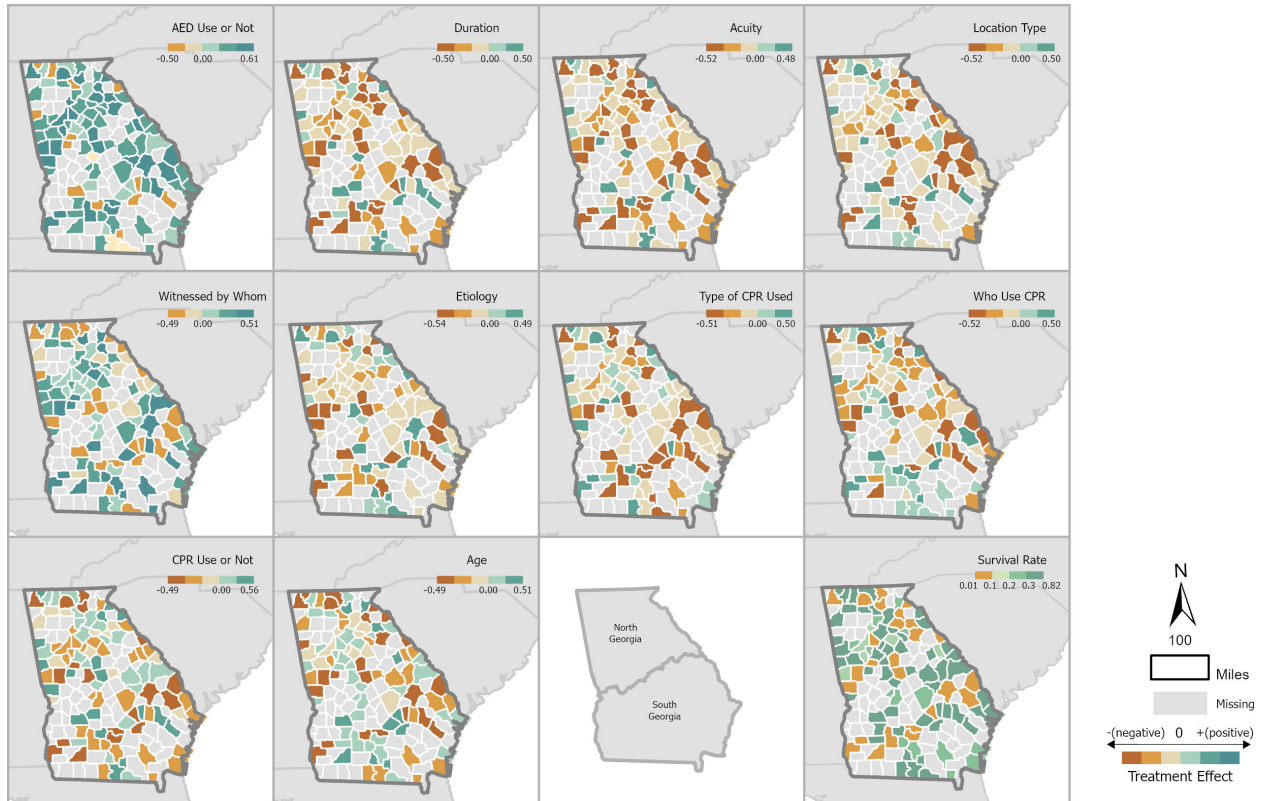 AED Use or Not
-0.50 0.00 0.61
Duration
-0.50 0.00 0.50
Acuity
-0.52 0.00 0.48
Location Type
-0.52 0.00 0.50
Witnessed by Whom
-0.49 0.00 0.51
Etiology
-0.54 0.00 0.49
Type of CPR Used
-0.51 0.00 0.50
Who Use CPR
-0.52 0.00 0.50
CPR Use or Not
-0.49 0.00 0.56
Age
-0.49 0.00 0.51
North
Georgia
South
Georgia
Survival Rate
0.01 0.1 0.2 0.3 0.82
N
100
Miles
Missing
-(negative) 0 +(positive)
Treatment Effect